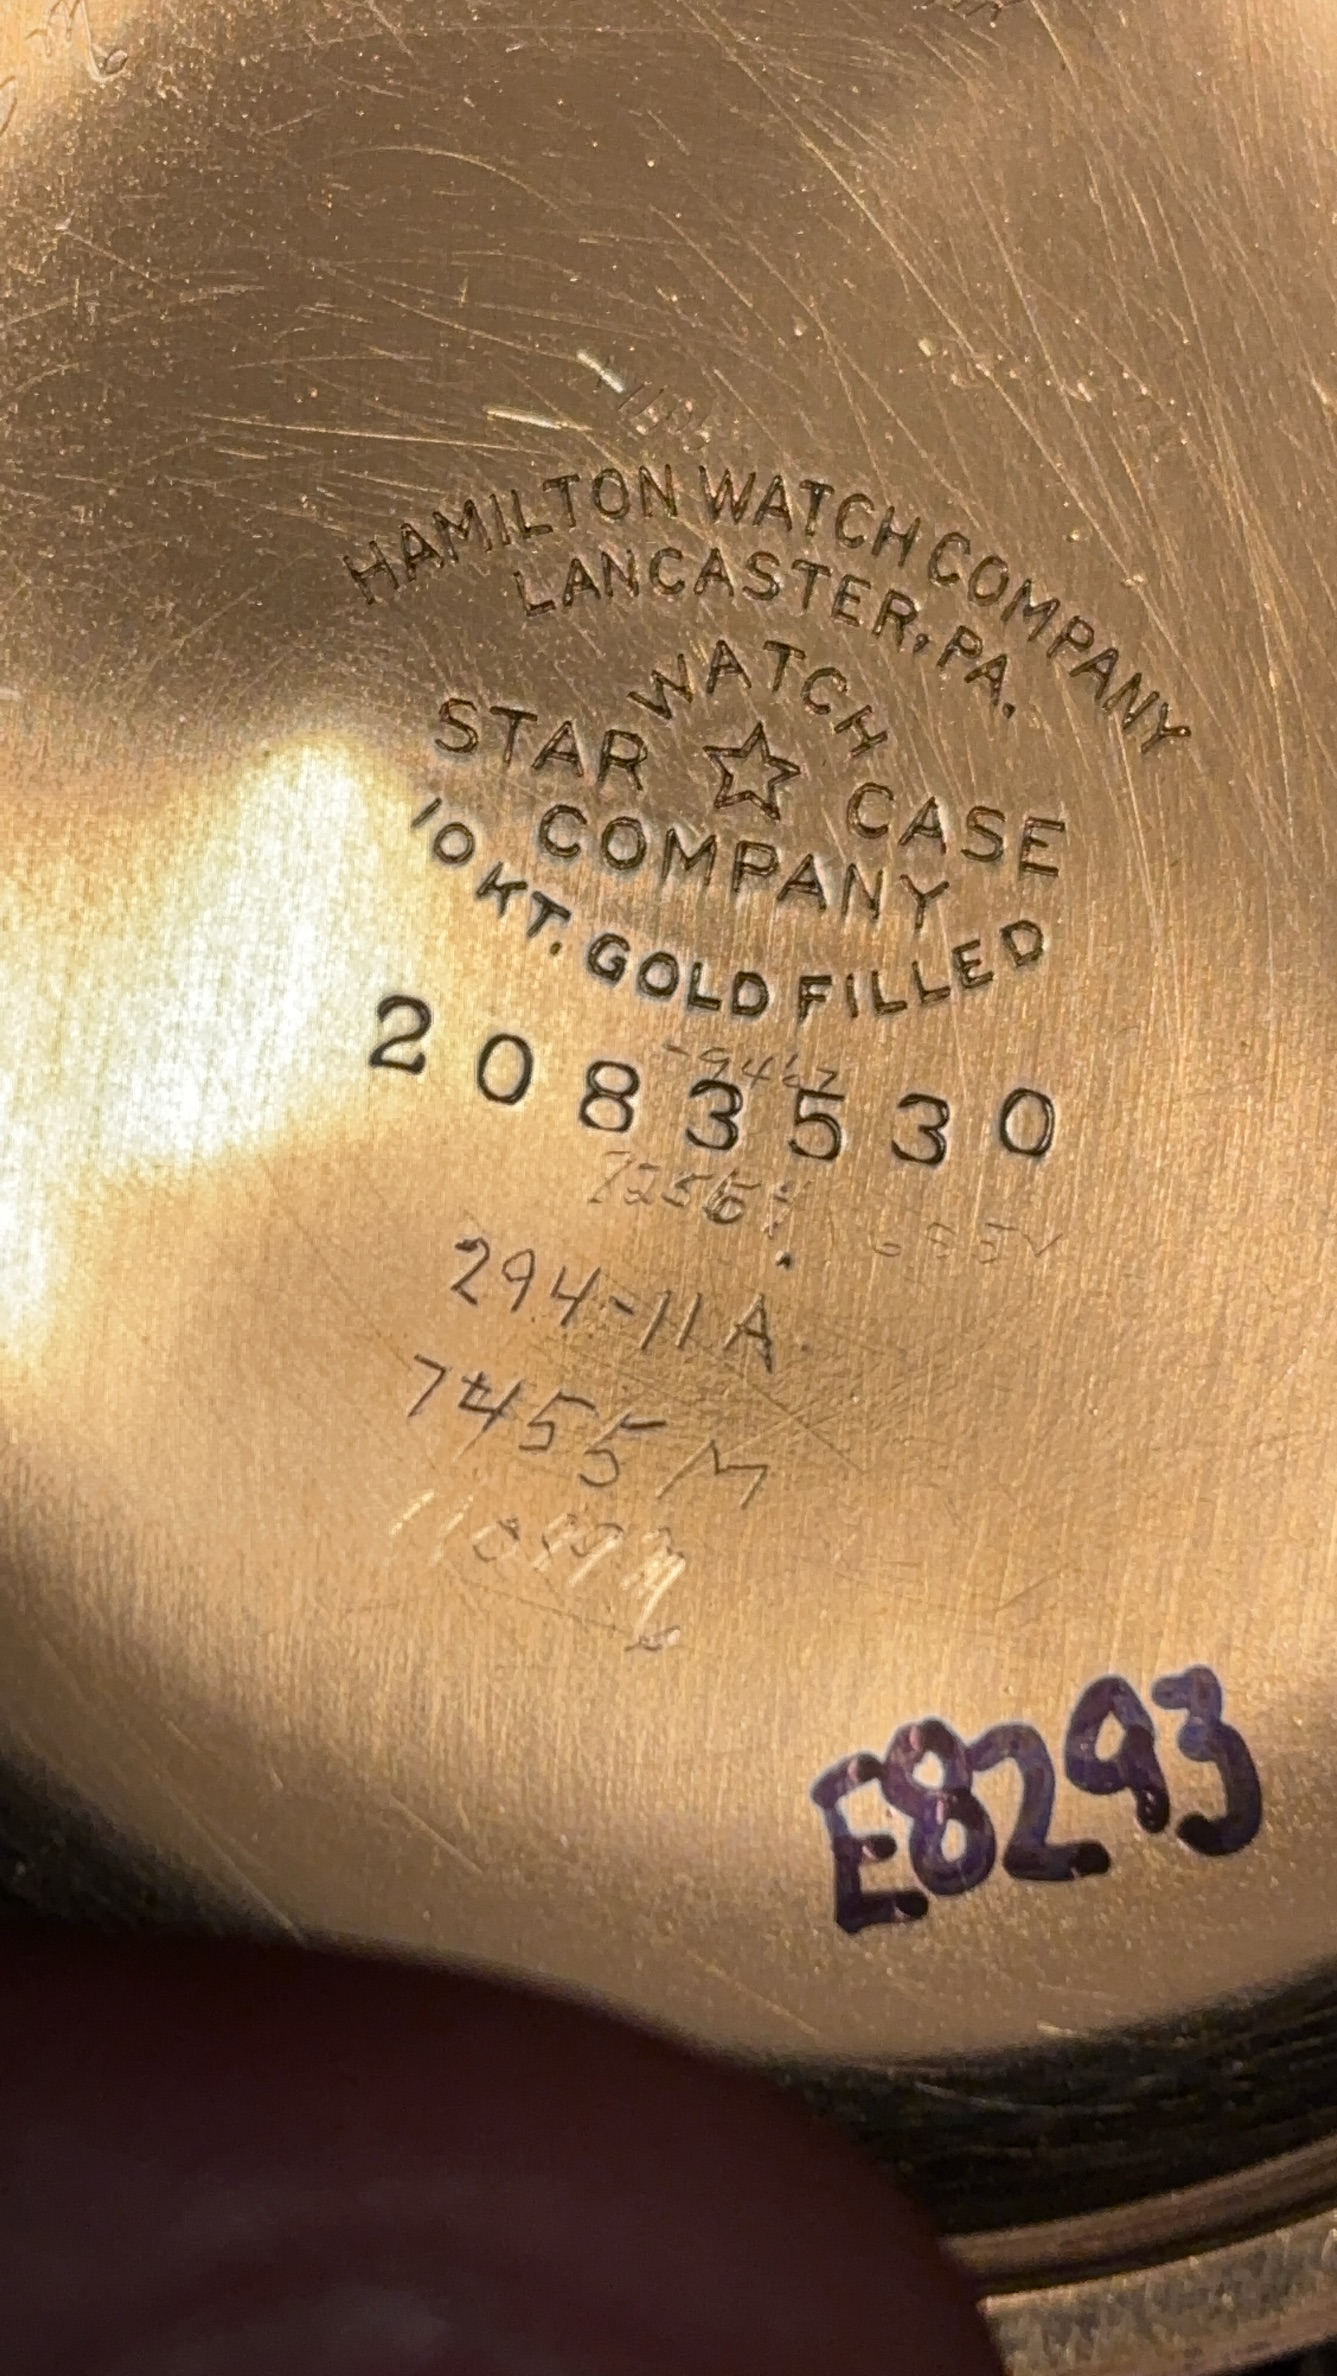 HAMILTON WATCH COMPANY
LANCASTER, PA.
WATCH
STAR CASE
COMPANY
10 KT. GOLD FILLED
2083530
294-11A.
7455M
E8293